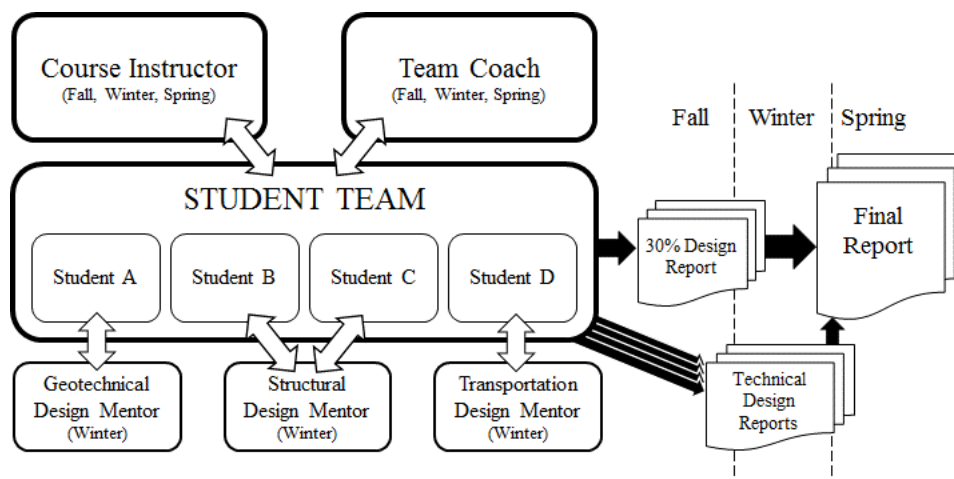 Course Instructor
(Fall, Winter, Spring)
Team Coach
(Fall, Winter, Spring)
Fall
Winter
Spring
STUDENT TEAM
Student A
Student B
Student C
Student D
30% Design
Report
Final
Report
Geotechnical
Design Mentor
(Winter)
Structural
Design Mentor
(Winter)
Transportation
Design Mentor
(Winter)
Technical
Design
Reports